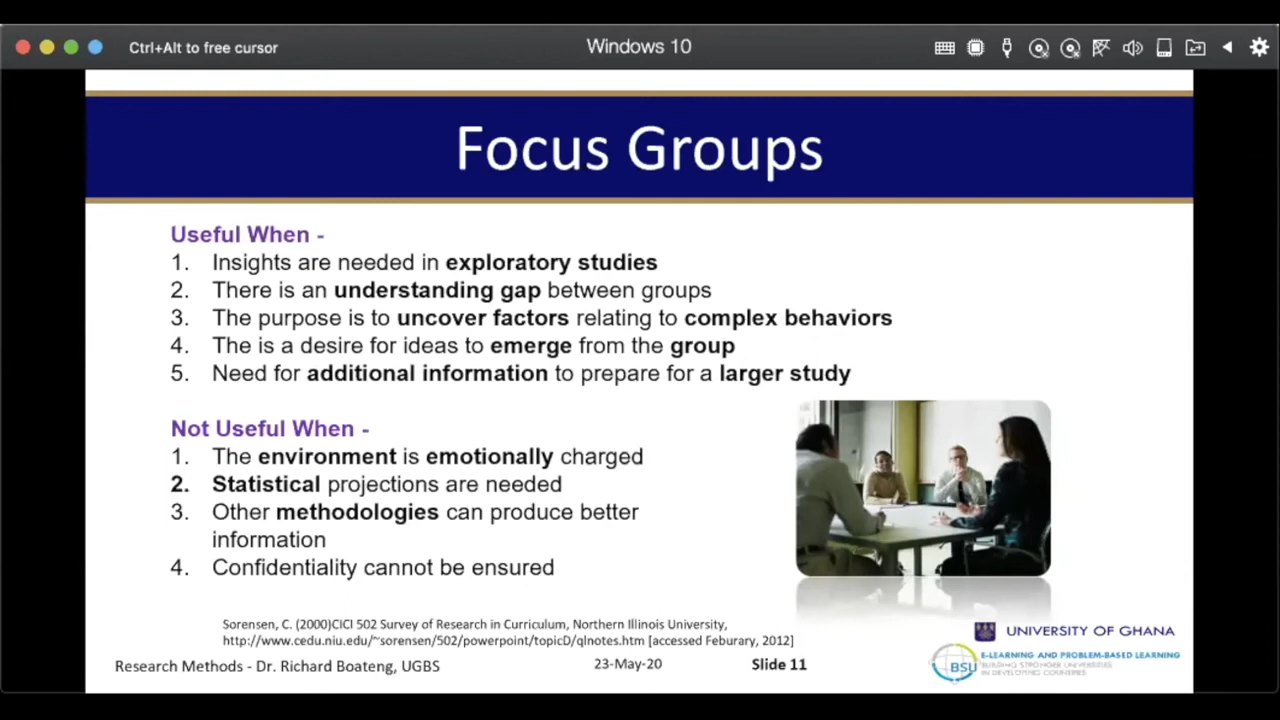 Ctrl+Alt to free cursor
Windows 10
Focus Groups
Useful When -
1. Insights are needed in exploratory studies
2. There is an understanding gap between groups
3. The purpose is to uncover factors relating to complex behaviors
4. The is a desire for ideas to emerge from the group
5. Need for additional information to prepare for a larger study
Not Useful When -
1. The environment is emotionally charged
2. Statistical projections are needed
3. Other methodologies can produce better
information
4. Confidentiality cannot be ensured
Sorensen, C. (2000)CICI 502 Survey of Research in Curriculum, Northern Illinois University,
http://www.cedu.niu.edu/~sorensen/502/powerpoint/topicD/qlnotes.htm [accessed Feburary, 2012]
UNIVERSITY OF GHANA
BSU
E-LEARNING AND PROBLEM-BASED LEARNING
BUILDING STRONGER UNIVERSITIES
IN DEVELOPING COUNTRIES
Research Methods - Dr. Richard Boateng, UGBS
23-May-20
Slide 11